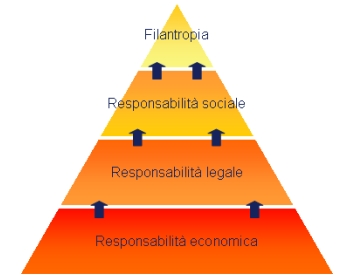 Filantropia
Responsabilità sociale
Responsabilità legale
Responsabilità economica